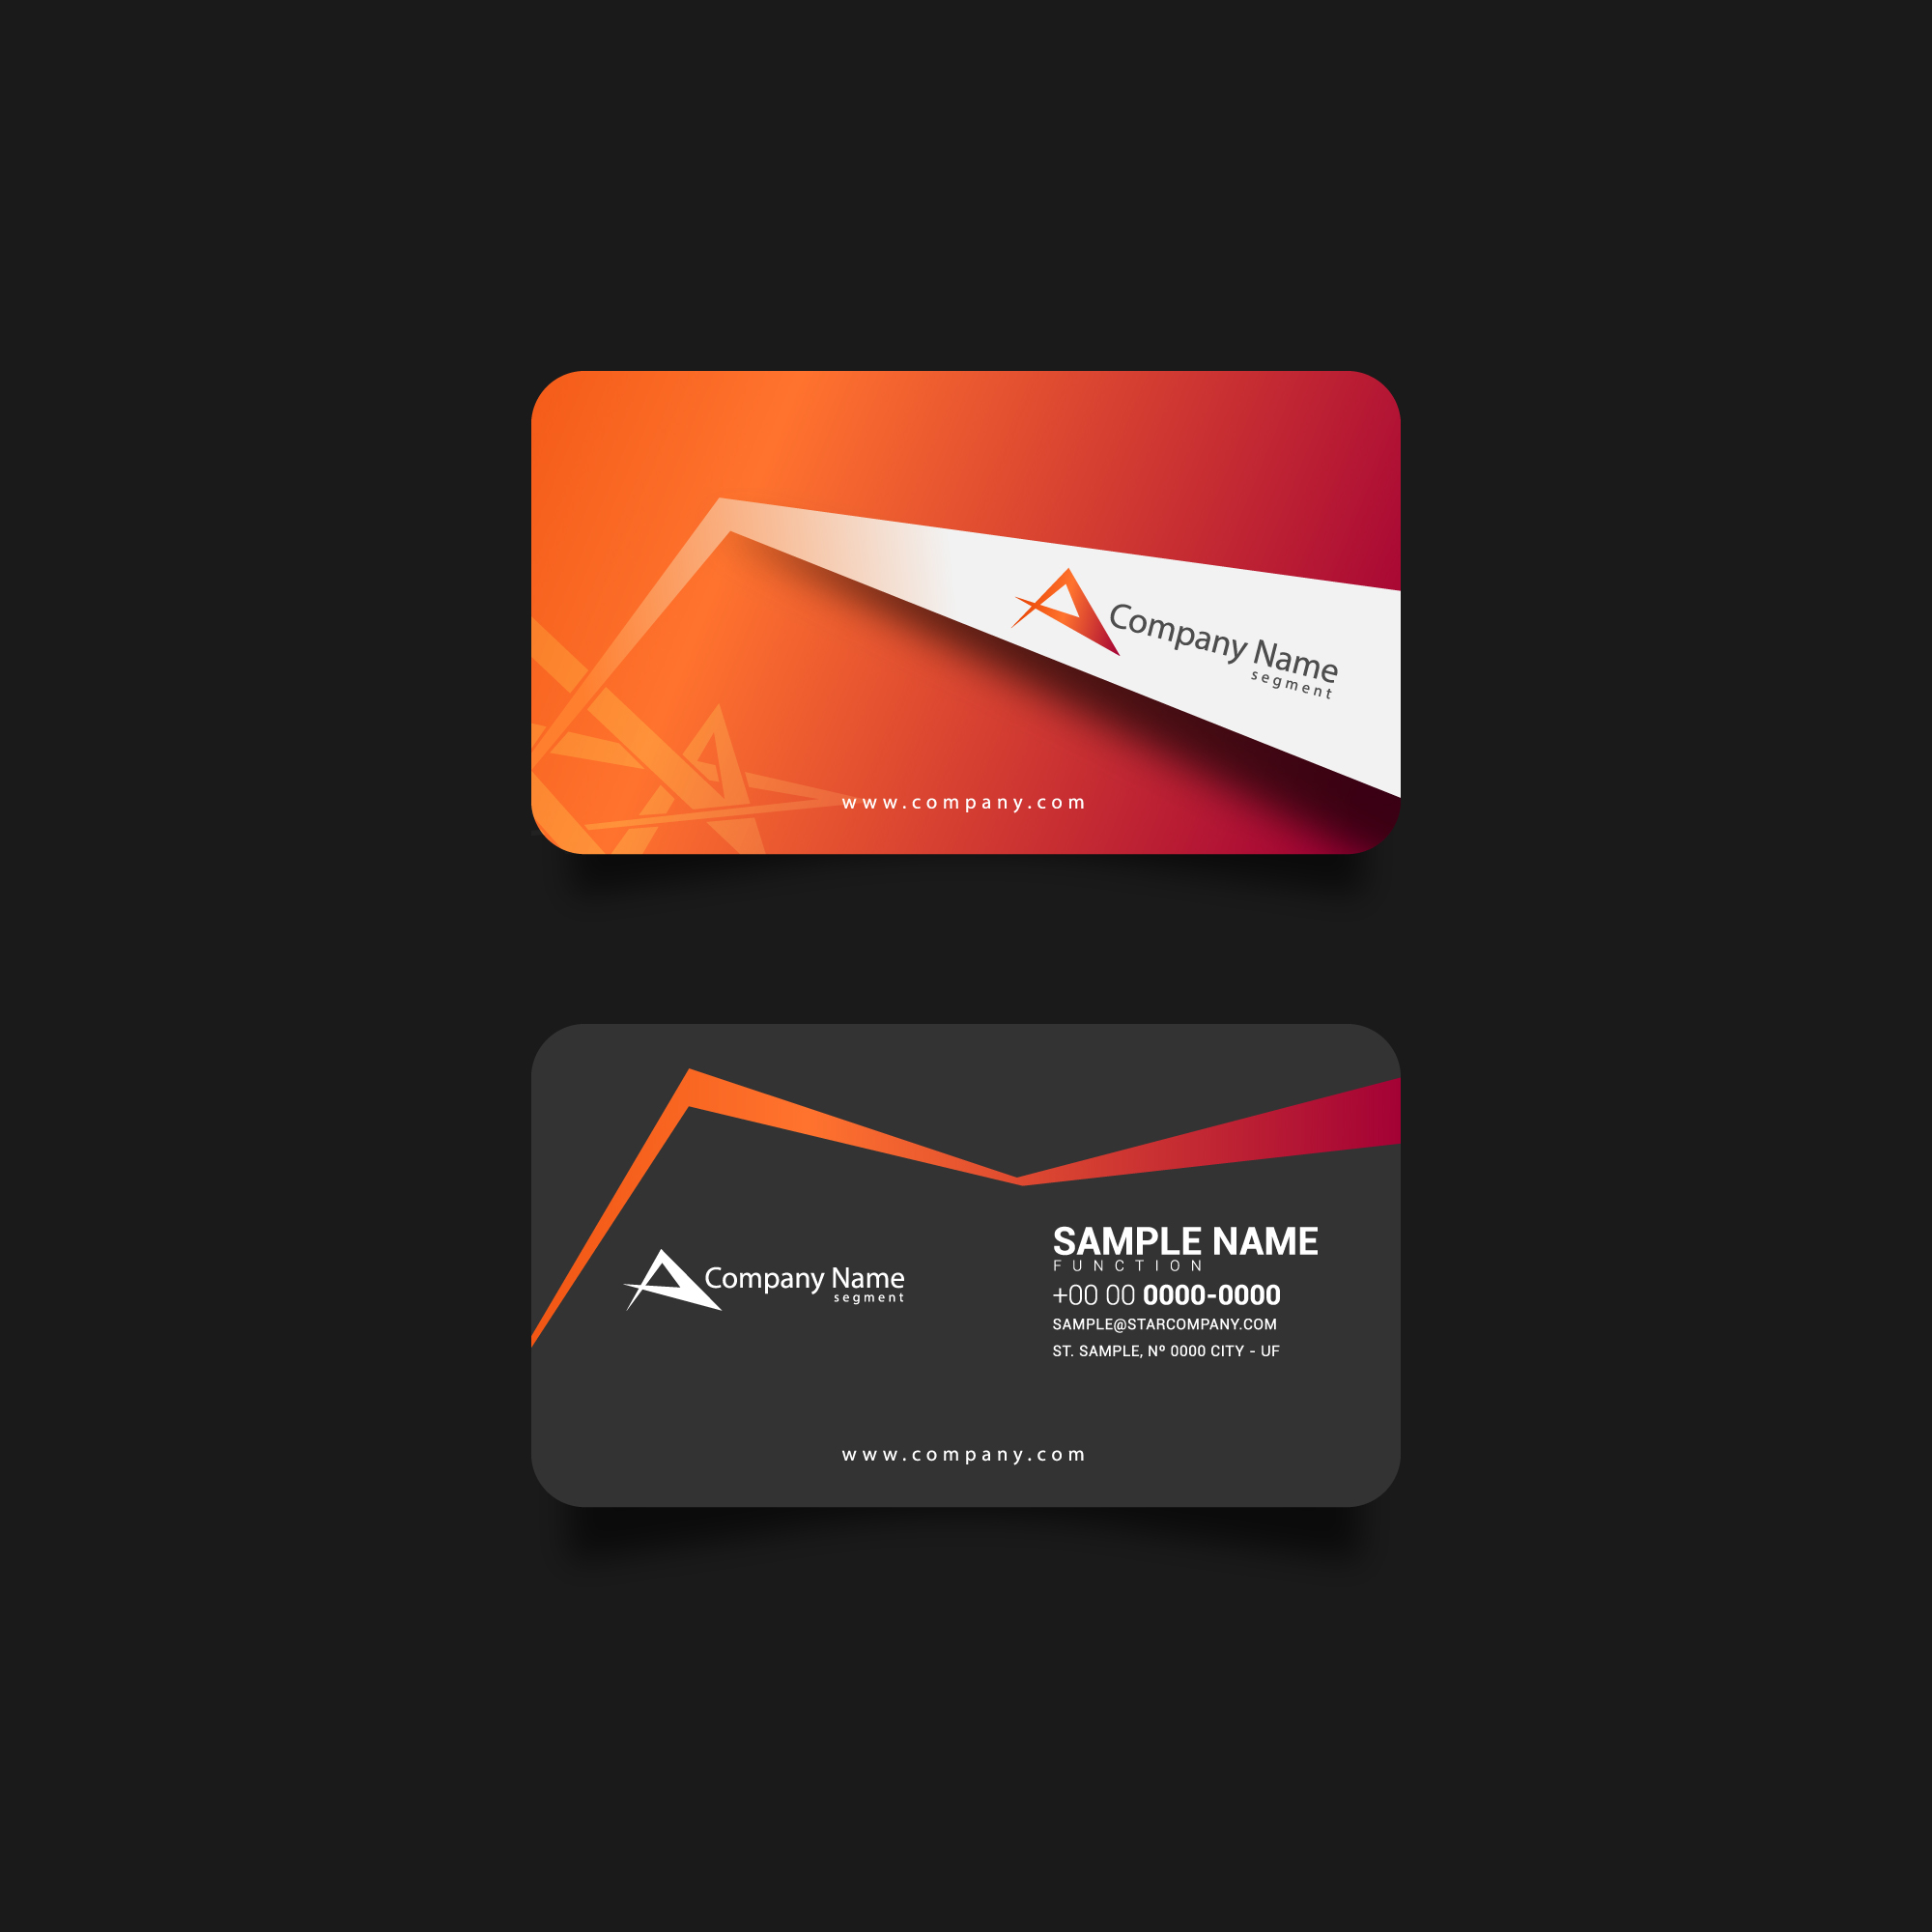 Company Name
segment
www.company.com
SAMPLE NAME
FUNCTION
Company Name
segment
+00 00 0000-0000
SAMPLE@STARCOMPANY.COM
ST. SAMPLE, Nº 0000 CITY - UF
www.company.com